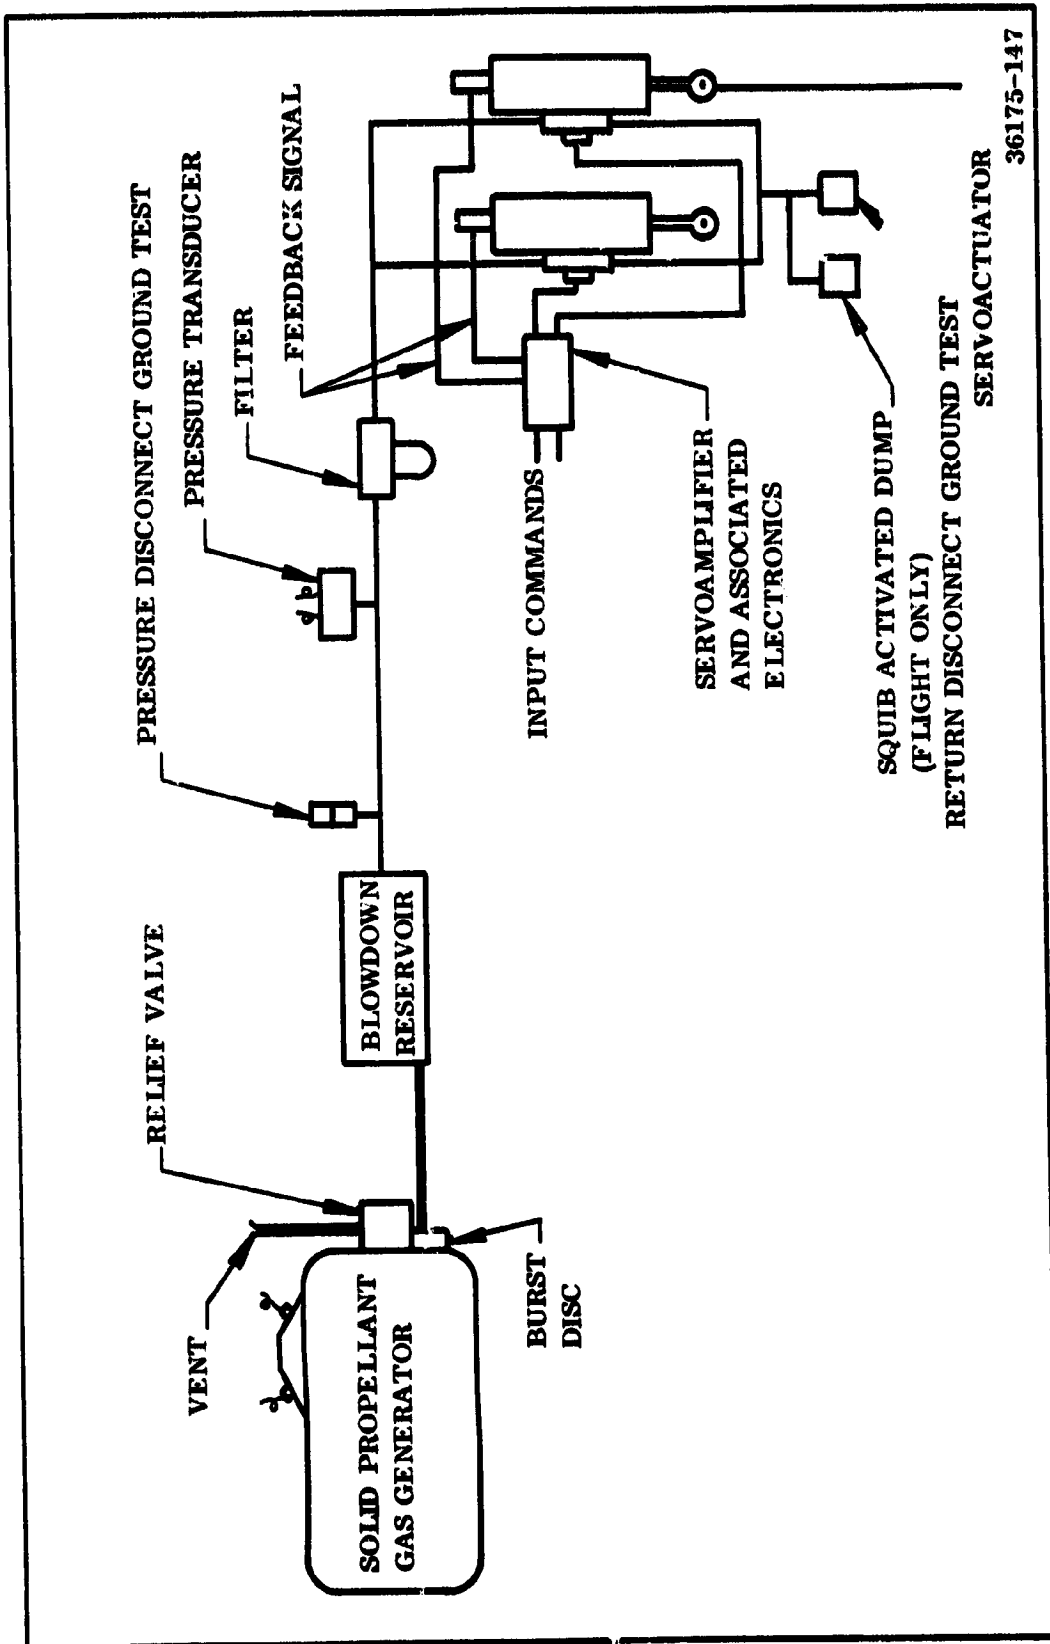 VENT
RELIEF VALVE
PRESSURE DISCONNECT GROUND TEST
PRESSURE TRANSDUCER
FILTER
FEEDBACK SIGNAL
SOLID PROPELLANT
GAS GENERATOR
BLOWDOWN
RESERVOIR
BURST
DISC
INPUT COMMANDS
SERVOAMPLIFIER
AND ASSOCIATED
ELECTRONICS
SQUIB ACTIVATED DUMP
(FLIGHT ONLY)
RETURN DISCONNECT GROUND TEST
SERVOACTUATOR
36175-147